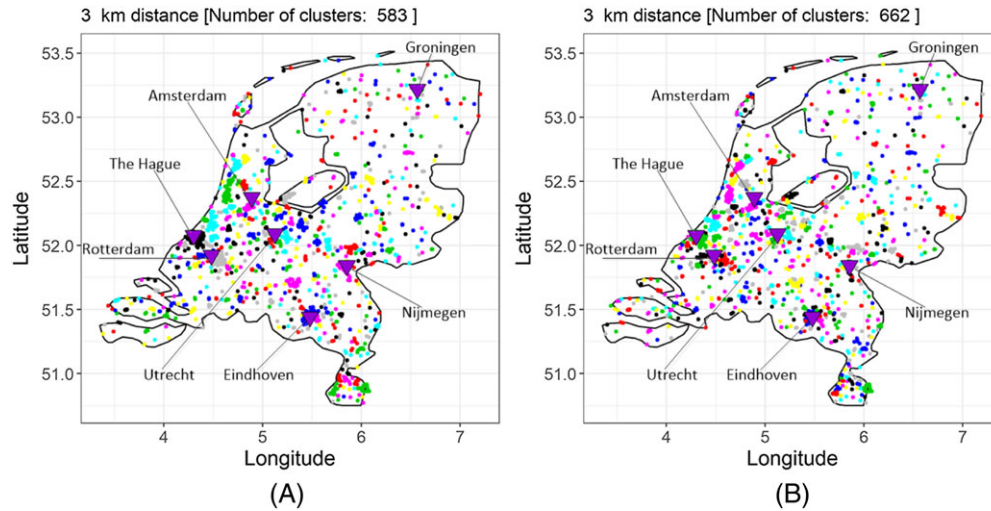 3 km distance [Number of clusters: 583 ]
53.5
53.0
52.5
52.0
51.5
51.0
Latitude
Groningen
Amsterdam
The Hague
Rotterdam
Nijmegen
Utrecht
Eindhoven
4
5
6
7
Longitude
(A)
3 km distance [Number of clusters: 662 ]
53.5
53.0
52.5
52.0
51.5
51.0
Latitude
Groningen
Amsterdam
The Hague
Rotterdam
Nijmegen
Utrecht
Eindhoven
4
5
6
7
Longitude
(B)